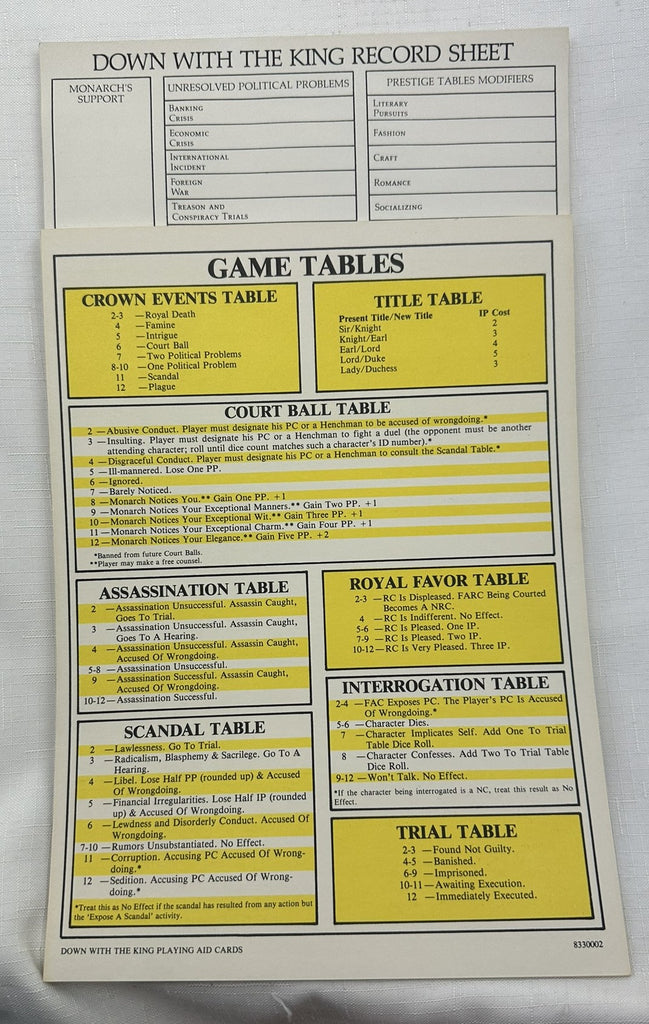 DOWN WITH THE KING RECORD SHEET
MONARCH'S
SUPPORT
UNRESOLVED POLITICAL PROBLEMS
BANKING
CRISIS
ECONOMIC
CRISIS
INTERNATIONAL
INCIDENT
FOREIGN
WAR
TREASON AND
CONSPIRACY TRIALS
PRESTIGE TABLES MODIFIERS
LITERARY
PURSUITS
FASHION
CRAFT
ROMANCE
SOCIALIZING
GAME TABLES
CROWN EVENTS TABLE
2-3 —Royal Death
4 —Famine
5 —Intrigue
6 —Court Ball
7 —Two Political Problems
8-10 —One Political Problem
11 —Scandal
12 —Plague
TITLE TABLE
Present Title/New Title IP Cost
Sir/Knight 2
Knight/Earl 3
Earl/Lord 4
Lord/Duke 5
Lady/Duchess 3
COURT BALL TABLE
2 —Abusive Conduct. Player must designate his PC or a Henchman to be accused of wrongdoing.*
3 —Insulting. Player must designate his PC or a Henchman to fight a duel (the opponent must be another
attending character; roll until dice count matches such a character's ID number).*
4 —Disgraceful Conduct. Player must designate his PC or a Henchman to consult the Scandal Table.*
5 —Ill-mannered. Lose One PP.
6 —Ignored.
7 —Barely Noticed.
8 —Monarch Notices You.** Gain One PP. +1
9 —Monarch Notices Your Exceptional Manners.** Gain Two PP. +1
10 —Monarch Notices Your Exceptional Wit.** Gain Three PP. +1
11 —Monarch Notices Your Exceptional Charm.** Gain Four PP. +1
12 —Monarch Notices Your Elegance.** Gain Five PP. +2
*Banned from future Court Balls.
**Player may make a free counsel.
ASSASSINATION TABLE
2 —Assassination Unsuccessful. Assassin Caught,
Goes To Trial.
3 —Assassination Unsuccessful. Assassin Caught,
Goes To A Hearing.
4 —Assassination Unsuccessful. Assassin Caught,
Accused Of Wrongdoing.
5-8 —Assassination Unsuccessful.
9 —Assassination Successful. Assassin Caught,
Accused Of Wrongdoing.
10-12—Assassination Successful.
ROYAL FAVOR TABLE
2-3 —RC Is Displeased. FARC Being Courted
Becomes A NRC.
4 —RC Is Indifferent. No Effect.
5-6 —RC Is Pleased. One IP.
7-9 —RC Is Pleased. Two IP.
10-12—RC Is Very Pleased. Three IP.
INTERROGATION TABLE
2-4 —FAC Exposes PC. The Player's PC Is Accused
Of Wrongdoing.*
5-6 —Character Dies.
7 —Character Implicates Self. Add One To Trial
Table Dice Roll.
8 —Character Confesses. Add Two To Trial Table
Dice Roll.
9-12 —Won't Talk. No Effect.
*If the character being interrogated is a NC, treat this result as No
Effect.
SCANDAL TABLE
2 —Lawlessness. Go To Trial.
3 —Radicalism, Blasphemy & Sacrilege. Go To A
Hearing.
4 —Libel. Lose Half PP (rounded up) & Accused
Of Wrongdoing.
5 —Financial Irregularities. Lose Half IP (rounded
up) & Accused Of Wrongdoing.
6 —Lewdness and Disorderly Conduct. Accused Of
Wrongdoing.
7-10 —Rumors Unsubstantiated. No Effect.
11 —Corruption. Accusing PC Accused Of Wrong-
doing.*
12 —Sedition. Accusing PC Accused Of Wrong-
doing.*
*Treat this as No Effect if the scandal has resulted from any action but
the 'Expose A Scandal' activity.
TRIAL TABLE
2-3 —Found Not Guilty.
4-5 —Banished.
6-9 —Imprisoned.
10-11 —Awaiting Execution.
12 —Immediately Executed.
DOWN WITH THE KING PLAYING AID CARDS
8330002